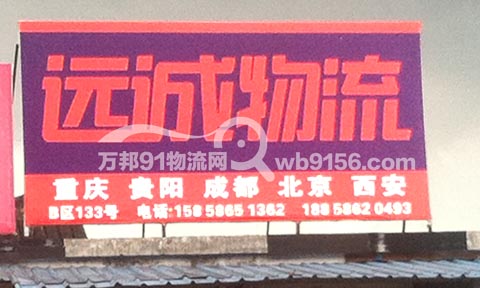 远诚物流
万邦91物流网 wb9156.com
重庆 贵阳 成都 北京 西安
B区133号 电话:158 5865 1362 188 5862 0493